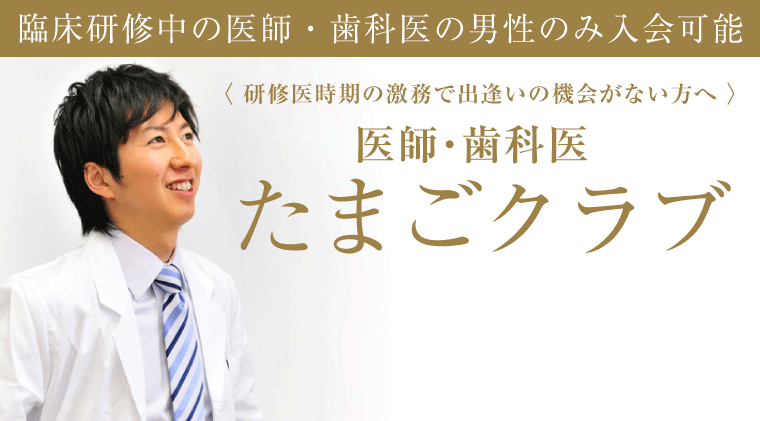 臨床研修中の医師・歯科医の男性のみ入会可能
〈 研修医時期の激務で出逢いの機会がない方へ 〉
医師・歯科医
たまごクラブ